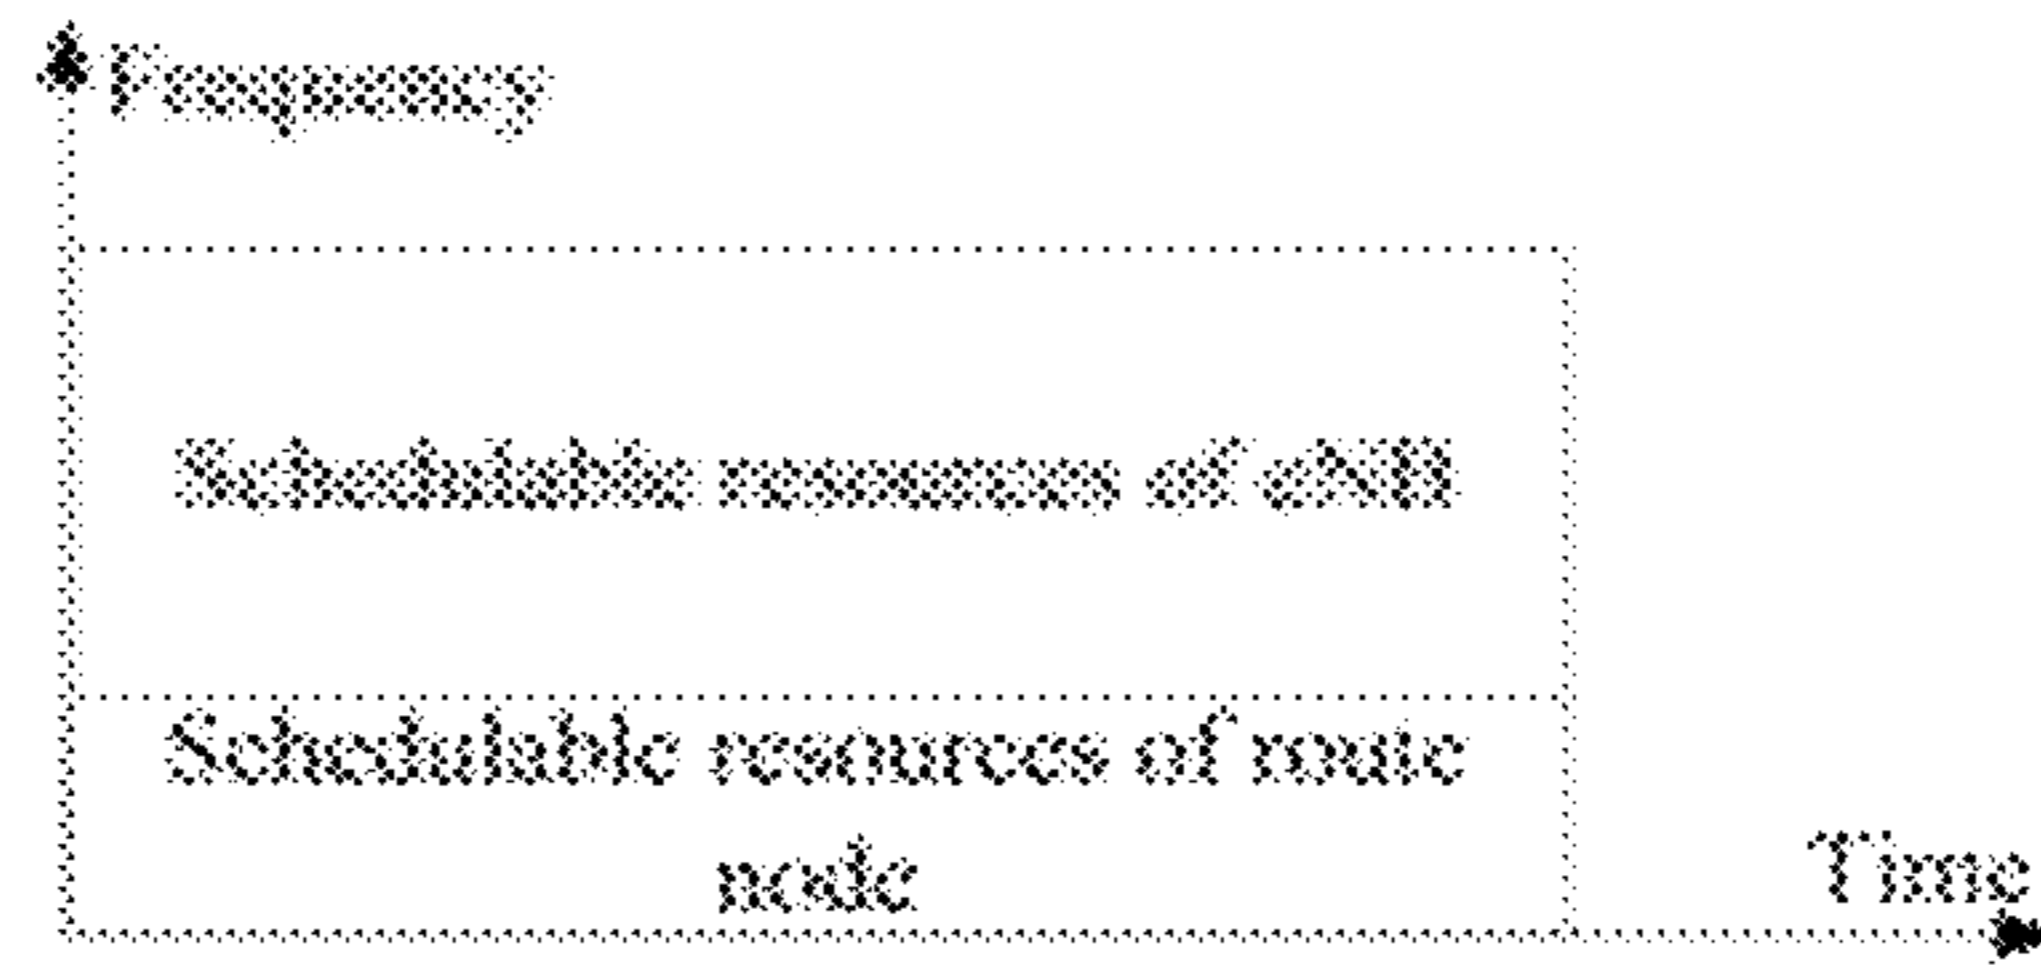 Frequency
Schedulable resources of eNB
Schedulable resources of route
node
Time